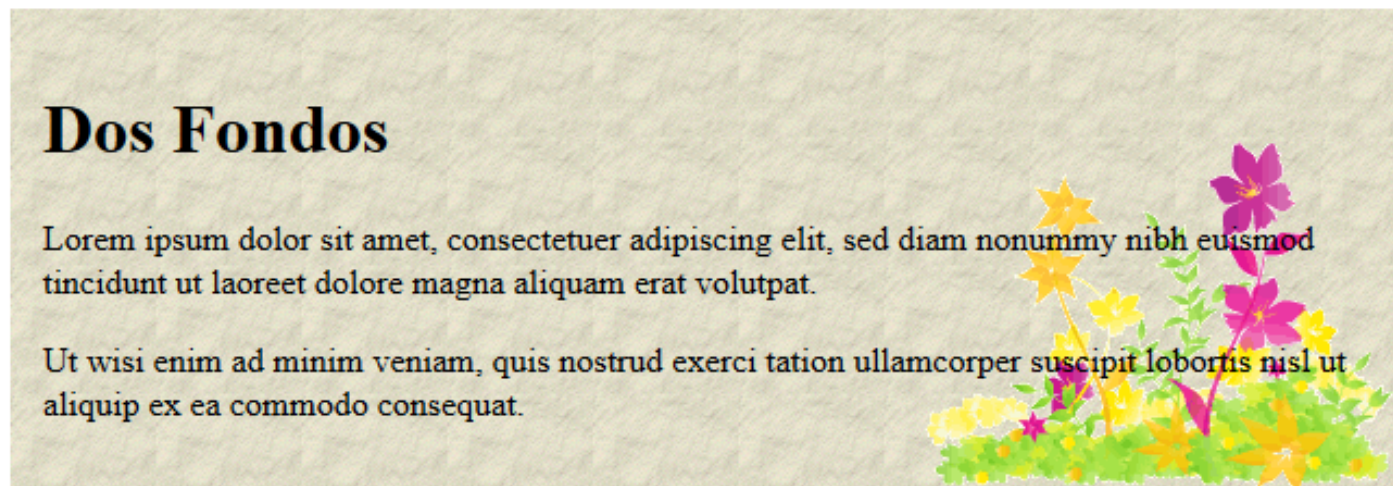 Dos Fondos
Lorem ipsum dolor sit amet, consectetuer adipiscing elit, sed diam nonummy nibh euismod
tincidunt ut laoreet dolore magna aliquam erat volutpat.
Ut wisi enim ad minim veniam, quis nostrud exerci tation ullamcorper suscipit lobortis nisl ut
aliquip ex ea commodo consequat.